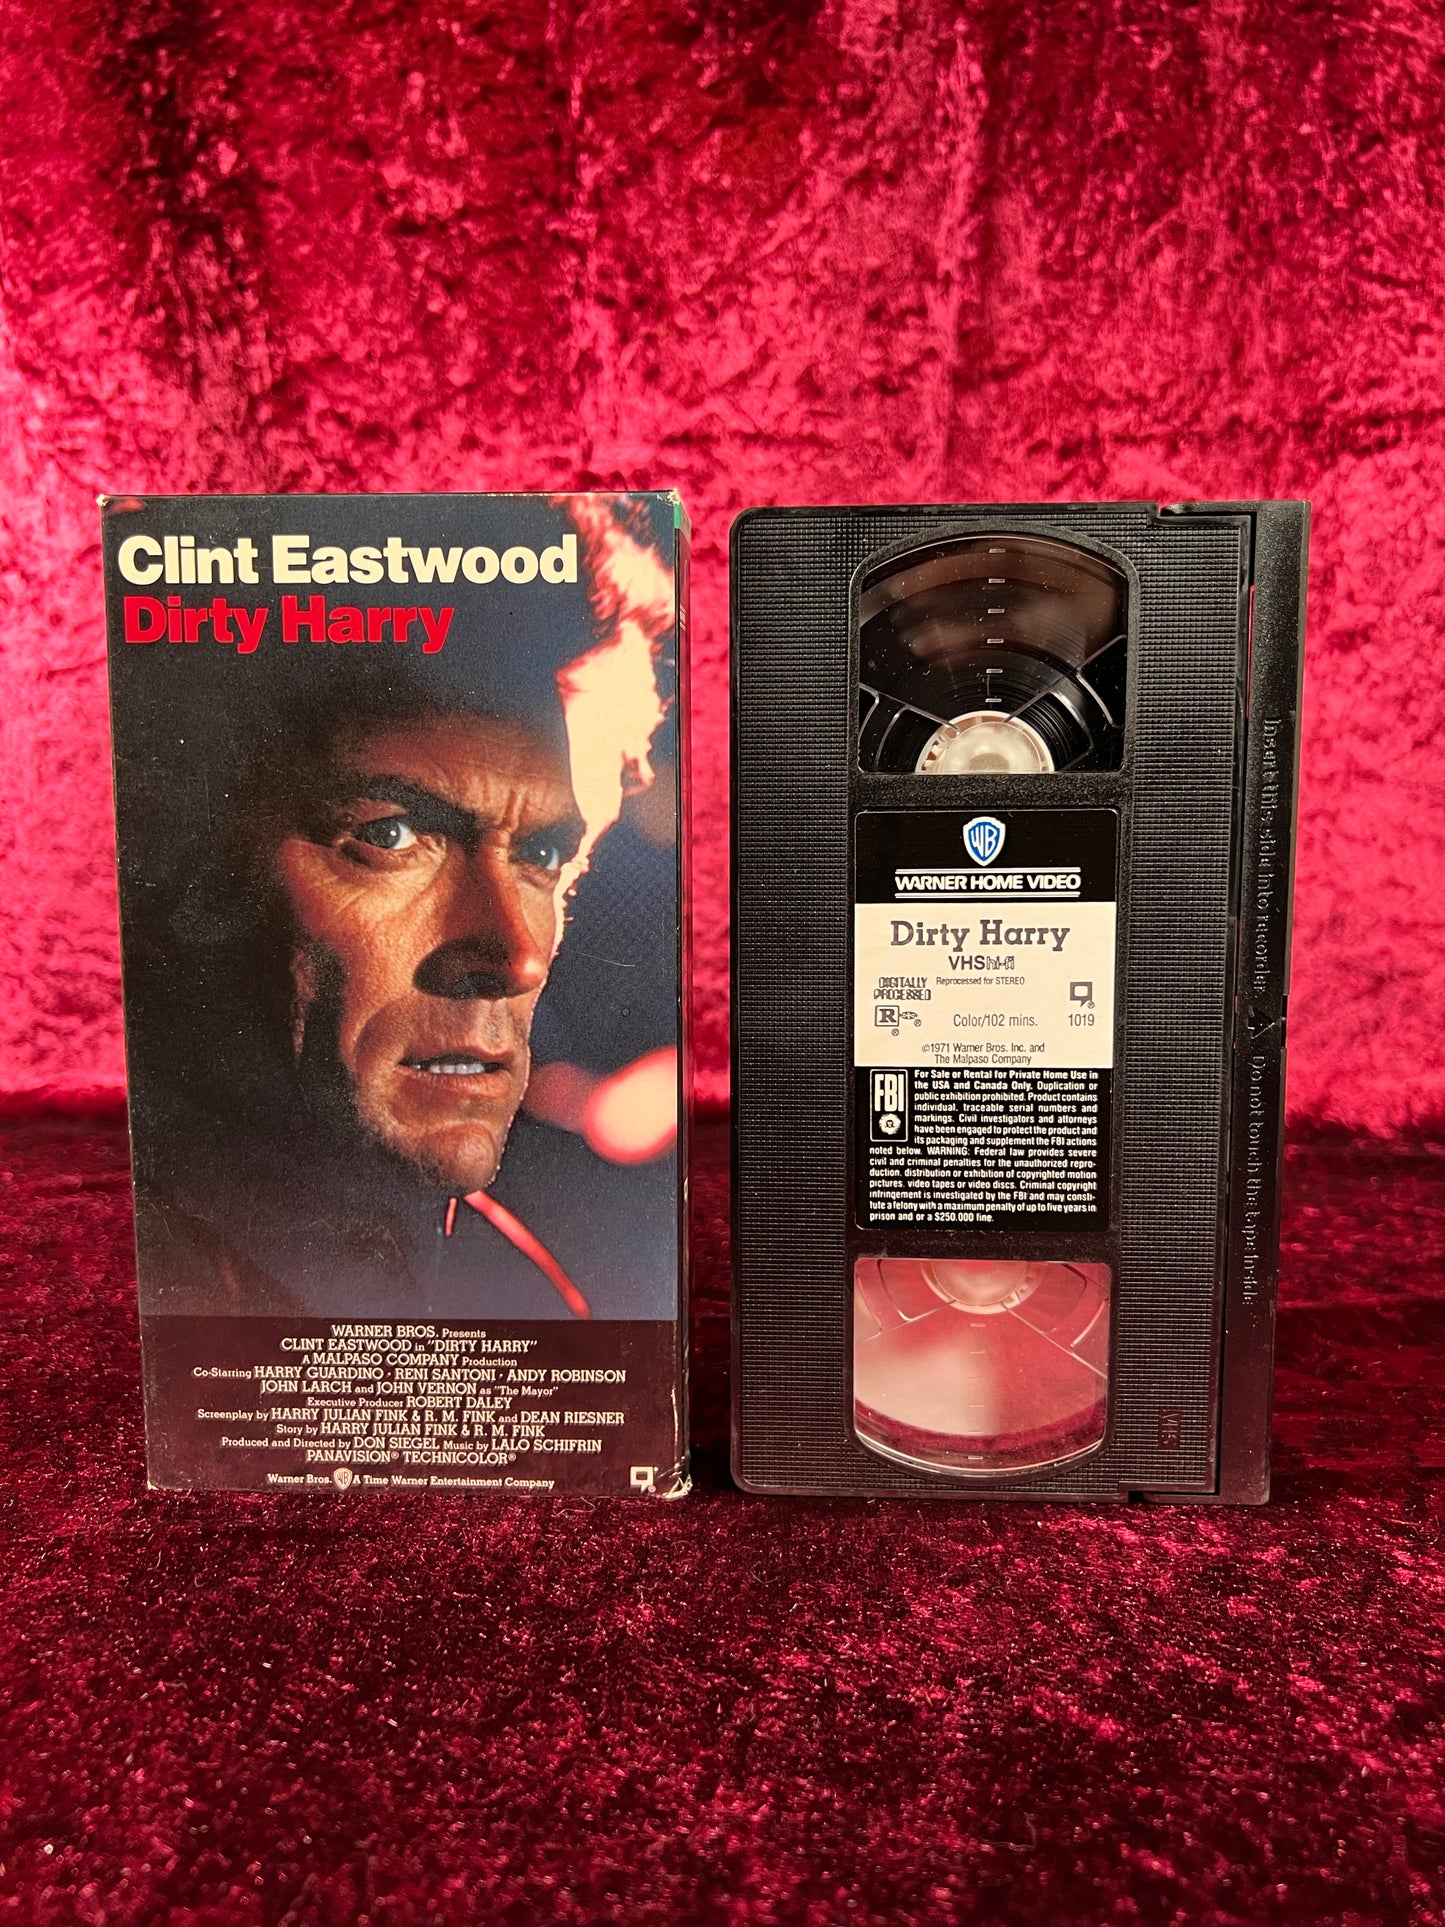 Clint Eastwood
Dirty Harry
WARNER BROS. Presents
CLINT EASTWOOD in "DIRTY HARRY"
A MALPASO COMPANY Production
Co-Starring HARRY GUARDINO · RENI SANTONI · ANDY ROBINSON
JOHN LARCH and JOHN VERNON as "The Mayor"
Executive Producer ROBERT DALEY
Screenplay by HARRY JULIAN FINK & R. M. FINK and DEAN RIESNER
Story by HARRY JULIAN FINK & R. M. FINK
Produced and Directed by DON SIEGEL Music by LALO SCHIFRIN
PANAVISION® TECHNICOLOR®
Warner Bros. WB A Time Warner Entertainment Company
WB
WARNER HOME VIDEO
Dirty Harry
VHS hi-fi
Reprocessed for STEREO
DIGITALLY
PROCESSED
R
Color/102 mins.
1019
©1971 Warner Bros. Inc. and
The Malpaso Company
FBI
For Sale or Rental for Private Home Use in
the USA and Canada Only. Duplication or
public exhibition prohibited. Product contains
individual, traceable serial numbers and
markings. Civil investigators and attorneys
have been engaged to protect the product and
its packaging and supplement the FBI actions
noted below. WARNING: Federal law provides severe
civil and criminal penalties for the unauthorized repro-
duction, distribution or exhibition of copyrighted motion
pictures, video tapes or video discs. Criminal copyright
infringement is investigated by the FBI and may consti-
tute a felony with a maximum penalty of up to five years in
prison and or a $250,000 fine.
Insert this side into recorder △ Do not touch the tape inside
VHS